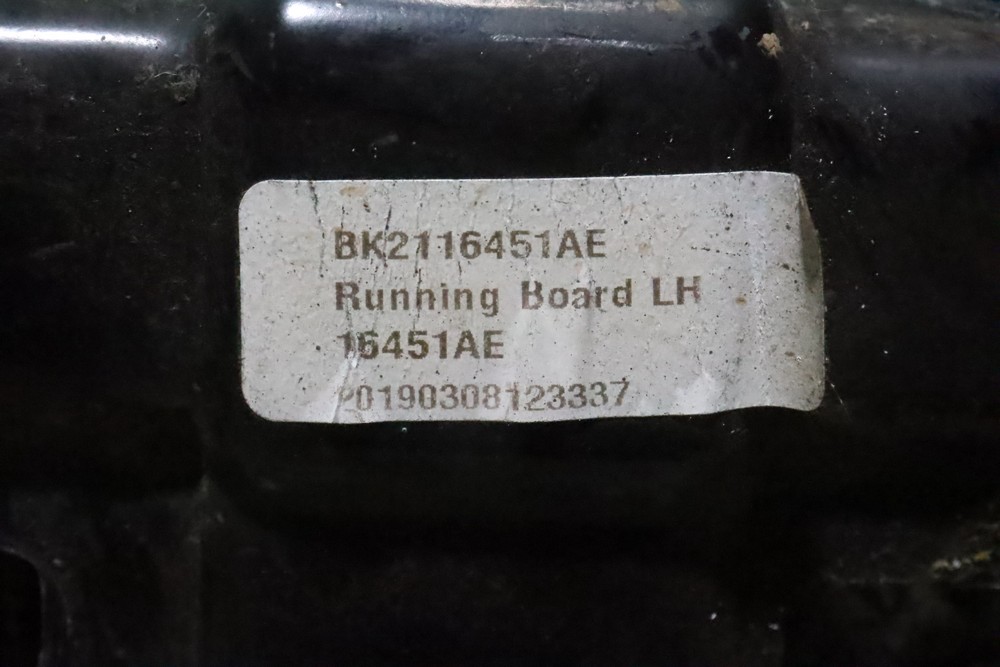 BK2116451AE
Running Board LH
16451AE
20190308123337